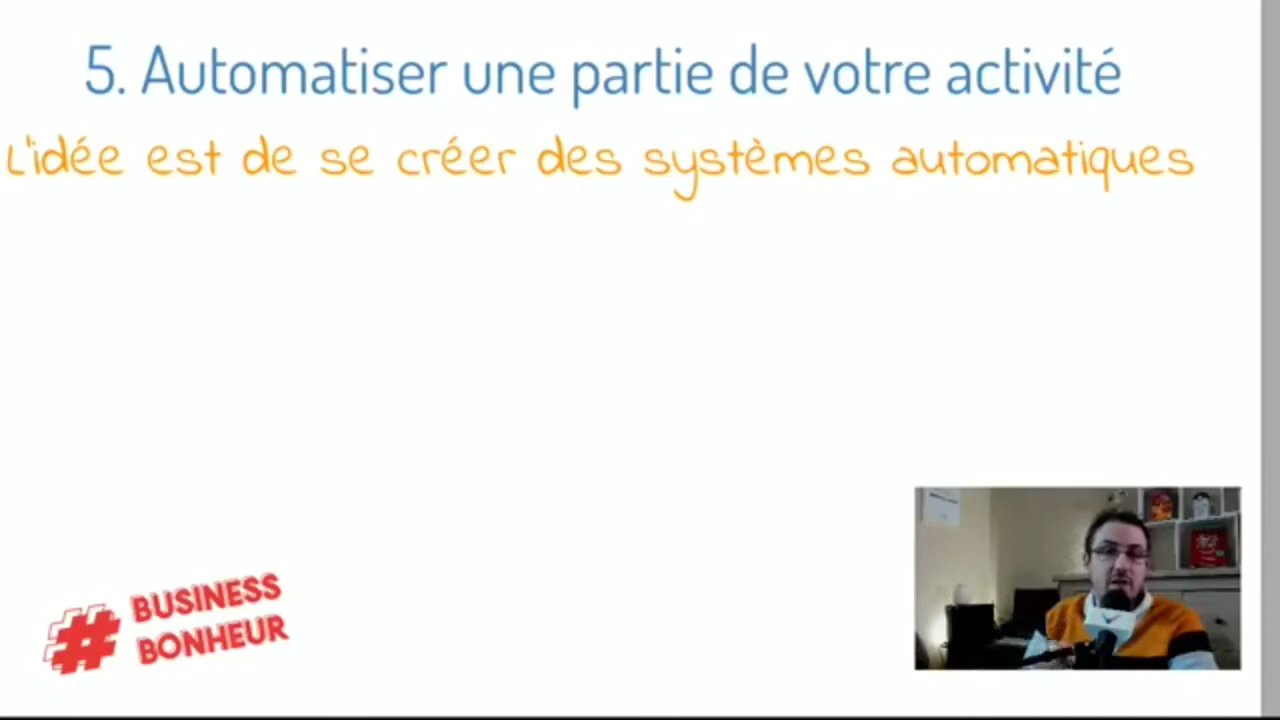 5. Automatiser une partie de votre activité
L'idée est de se créer des systèmes automatiques
# BUSINESS
BONHEUR